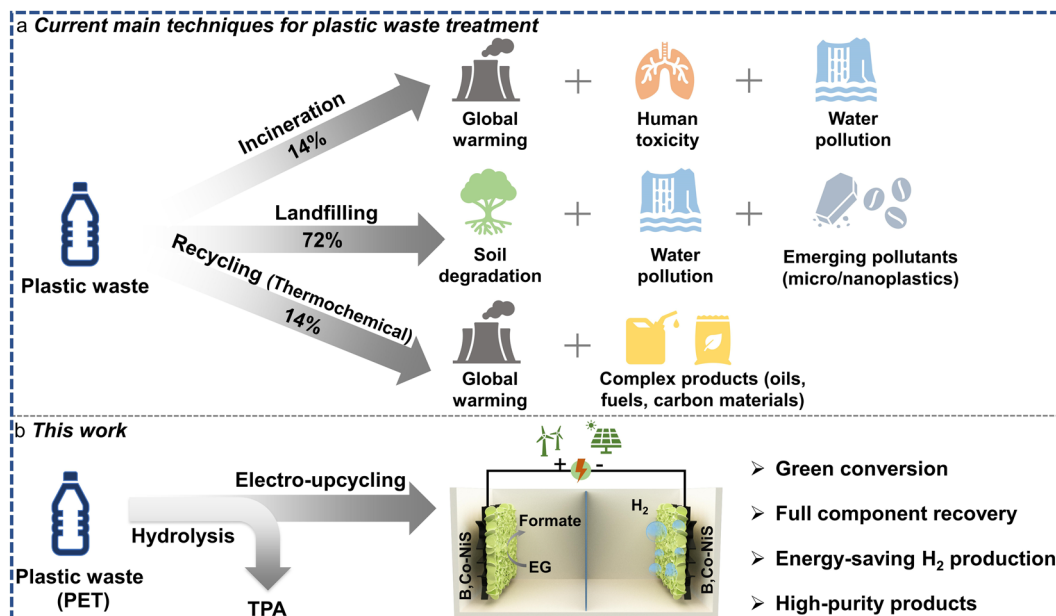 a Current main techniques for plastic waste treatment
Incineration
14%
Global
warming
Human
toxicity
Water
pollution
Plastic waste
Landfilling
72%
Soil
degradation
Water
pollution
Emerging pollutants
(micro/nanoplastics)
Recycling (Thermochemical)
14%
Global
warming
Complex products (oils,
fuels, carbon materials)
b This work
Plastic waste
(PET)
Hydrolysis
TPA
Electro-upcycling
+ -
B,Co-NiS
Formate
EG
H₂
B,Co-NiS
➢ Green conversion
➢ Full component recovery
➢ Energy-saving H₂ production
➢ High-purity products